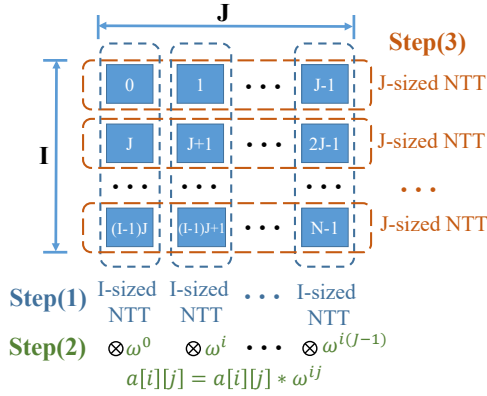 J
Step(3)
0 1 ••• J-1 J-sized NTT
I
J J+1 ••• 2J-1 J-sized NTT
••• ••• ••• •••
(I-1)J (I-1)J+1 ••• N-1 J-sized NTT
Step(1) I-sized NTT I-sized NTT ••• I-sized NTT
Step(2) ⊗ω^0 ⊗ω^i ••• ⊗ω^{i(J-1)}
a[i][j] = a[i][j] * ω^{ij}